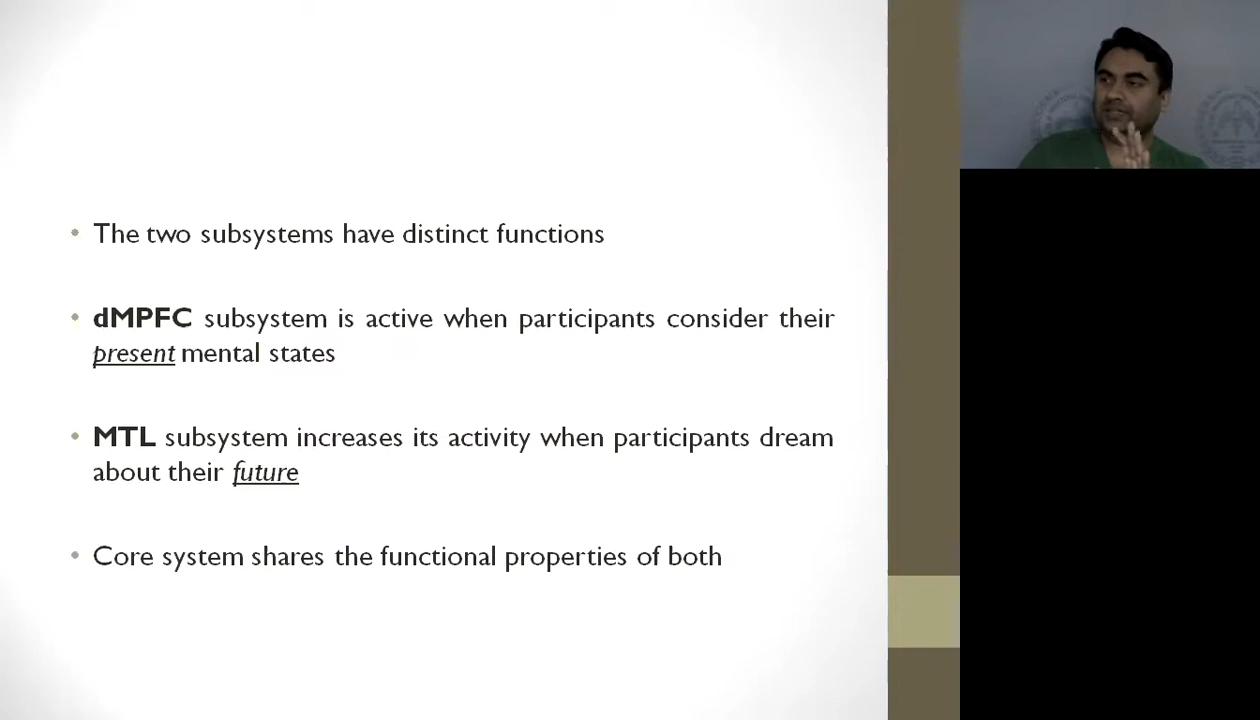 • The two subsystems have distinct functions
• dMPFC subsystem is active when participants consider their
present mental states
• MTL subsystem increases its activity when participants dream
about their future
• Core system shares the functional properties of both